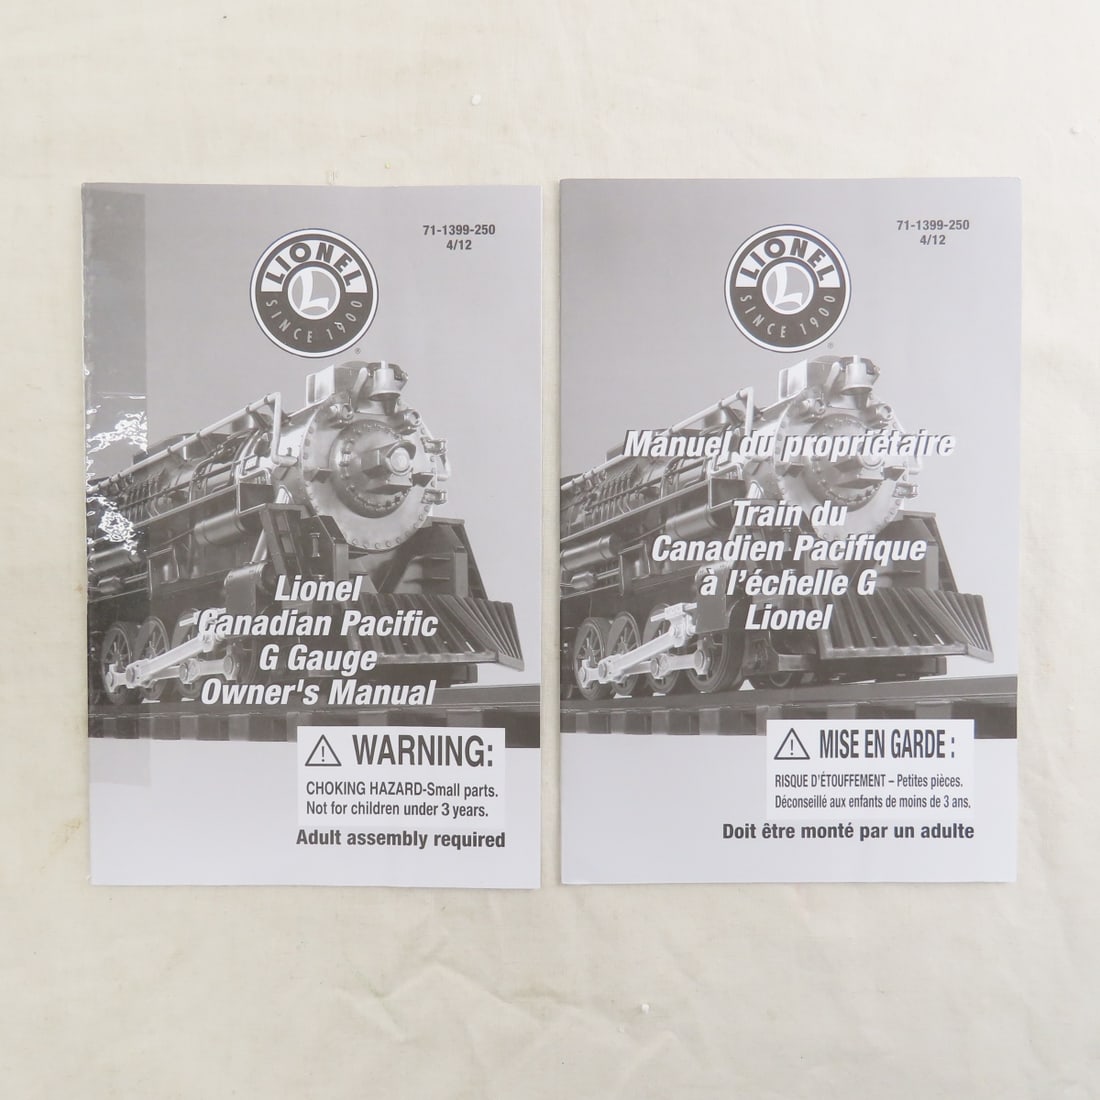 71-1399-250
4/12
LIONEL
L
SINCE 1900
®
Lionel
Canadian Pacific
G Gauge
Owner's Manual
WARNING:
CHOKING HAZARD-Small parts.
Not for children under 3 years.
Adult assembly required
71-1399-250
4/12
LIONEL
L
SINCE 1900
®
Manuel du propriétaire
Train du
Canadien Pacifique
à l'échelle G
Lionel
MISE EN GARDE :
RISQUE D'ÉTOUFFEMENT – Petites pièces.
Déconseillé aux enfants de moins de 3 ans.
Doit être monté par un adulte